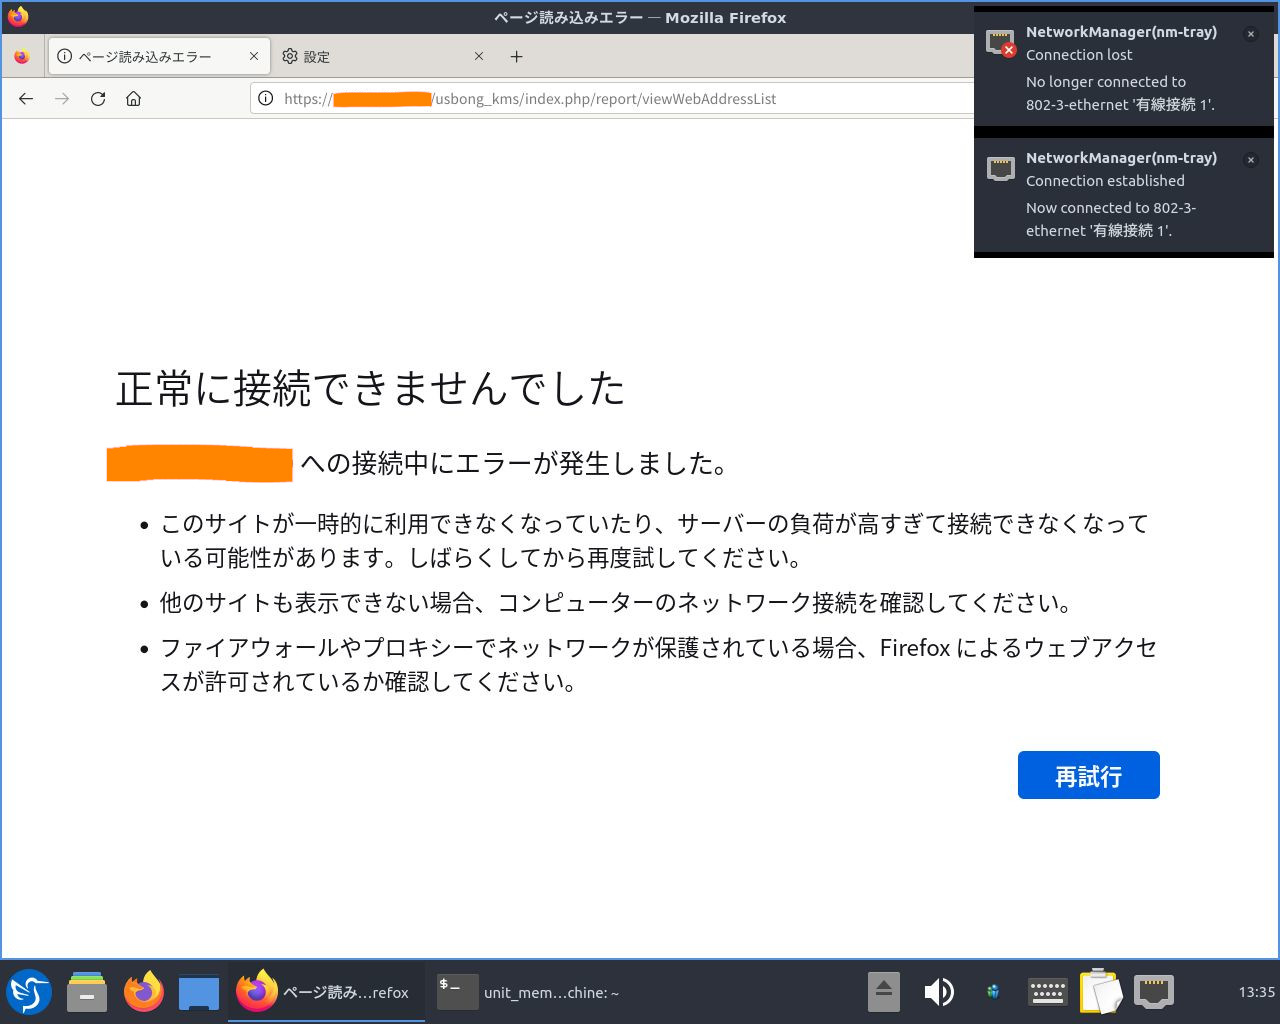 ページ読み込みエラー — Mozilla Firefox
ページ読み込みエラー
設定
https://
/usbong_kms/index.php/report/viewWebAddressList
NetworkManager(nm-tray)
Connection lost
No longer connected to
802-3-ethernet '有線接続 1'.
NetworkManager(nm-tray)
Connection established
Now connected to 802-3-
ethernet '有線接続 1'.
正常に接続できませんでした
への接続中にエラーが発生しました。
このサイトが一時的に利用できなくなっていたり、サーバーの負荷が高すぎて接続できなくなって
いる可能性があります。しばらくしてから再度試してください。
他のサイトも表示できない場合、コンピューターのネットワーク接続を確認してください。
ファイアウォールやプロキシーでネットワークが保護されている場合、Firefox によるウェブアクセ
スが許可されているか確認してください。
再試行
ページ読み…refox
$_
unit_mem…chine: ~
13:35